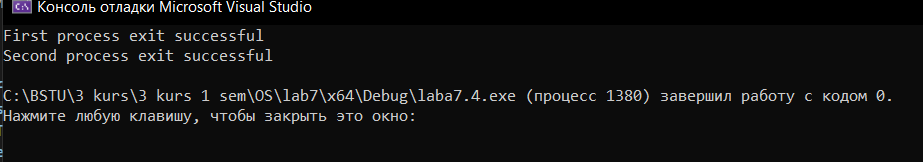 Консоль отладки Microsoft Visual Studio
First process exit successful
Second process exit successful
C:\BSTU\3 kurs\3 kurs 1 sem\OS\lab7\x64\Debug\laba7.4.exe (процесс 1380) завершил работу с кодом 0.
Нажмите любую клавишу, чтобы закрыть это окно: